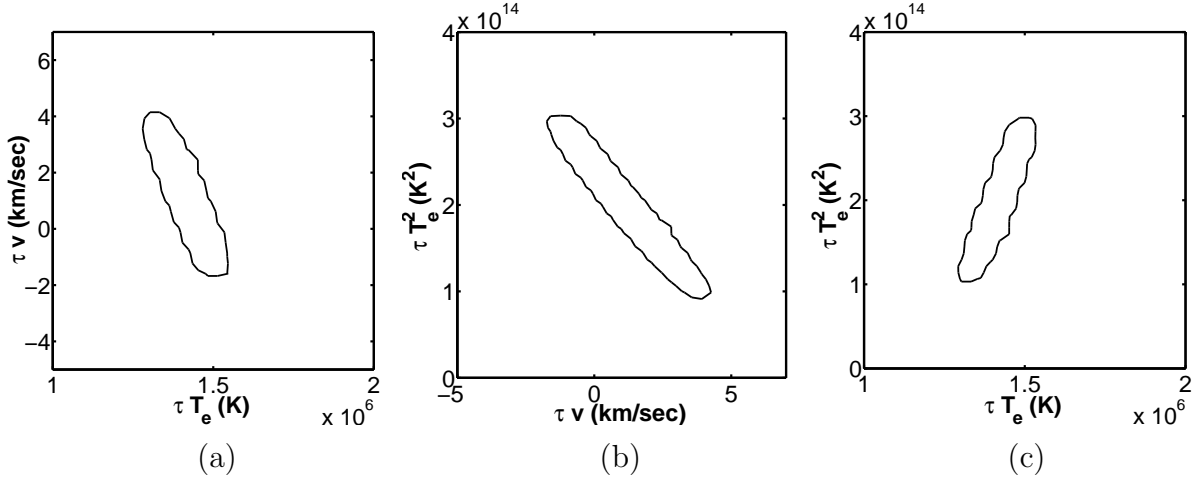 6
4
2
0
−2
−4
1
1.5
2
x 10^6
τ v (km/sec)
τ T_e (K)
(a)
x 10^14
4
3
2
1
0
−5
0
5
τ T_e^2 (K^2)
τ v (km/sec)
(b)
x 10^14
4
3
2
1
0
1
1.5
2
x 10^6
τ T_e^2 (K^2)
τ T_e (K)
(c)